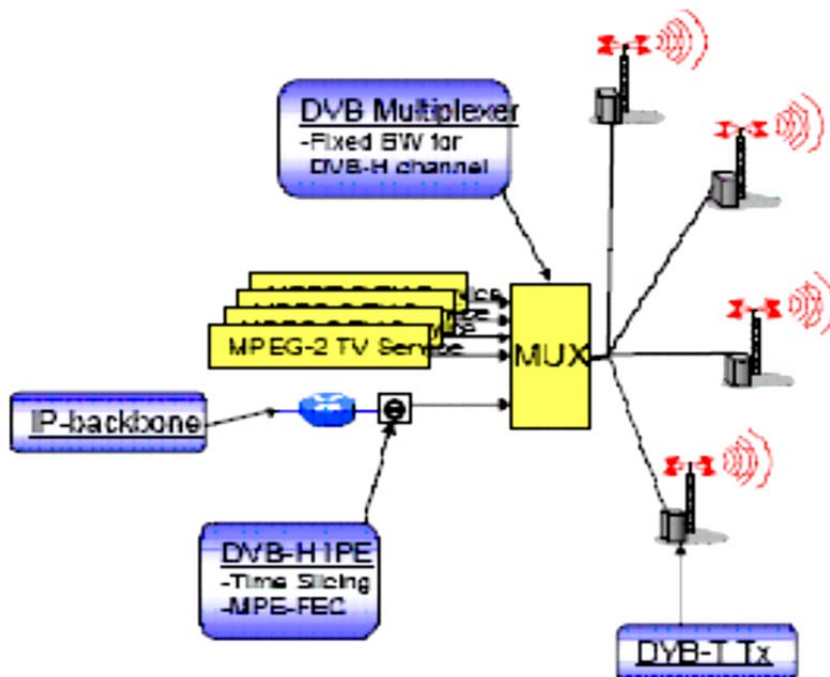 DVB Multiplexer
-Fixed BW for
DVB-H channel
MPEG-2 TV Service
MUX
IP-backbone
DVB-H IPE
-Time Slicing
-MPE-FEC
DVB-T Tx